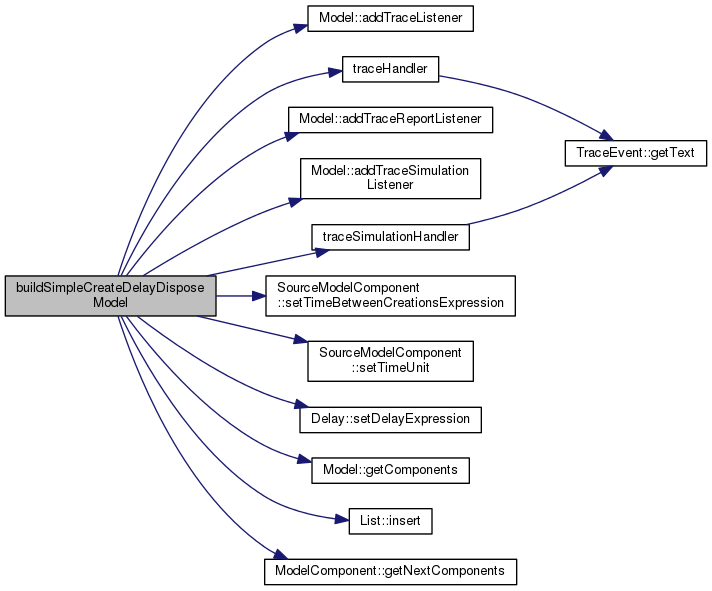 Model::addTraceListener
traceHandler
Model::addTraceReportListener
TraceEvent::getText
Model::addTraceSimulation
Listener
traceSimulationHandler
buildSimpleCreateDelayDispose
Model
SourceModelComponent
::setTimeBetweenCreationsExpression
SourceModelComponent
::setTimeUnit
Delay::setDelayExpression
Model::getComponents
List::insert
ModelComponent::getNextComponents